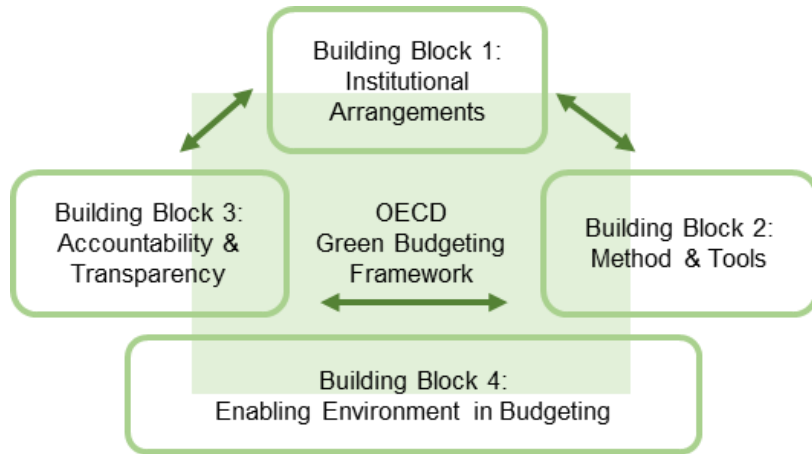 Building Block 1:
Institutional
Arrangements
Building Block 3:
Accountability &
Transparency
OECD
Green Budgeting
Framework
Building Block 2:
Method & Tools
Building Block 4:
Enabling Environment in Budgeting